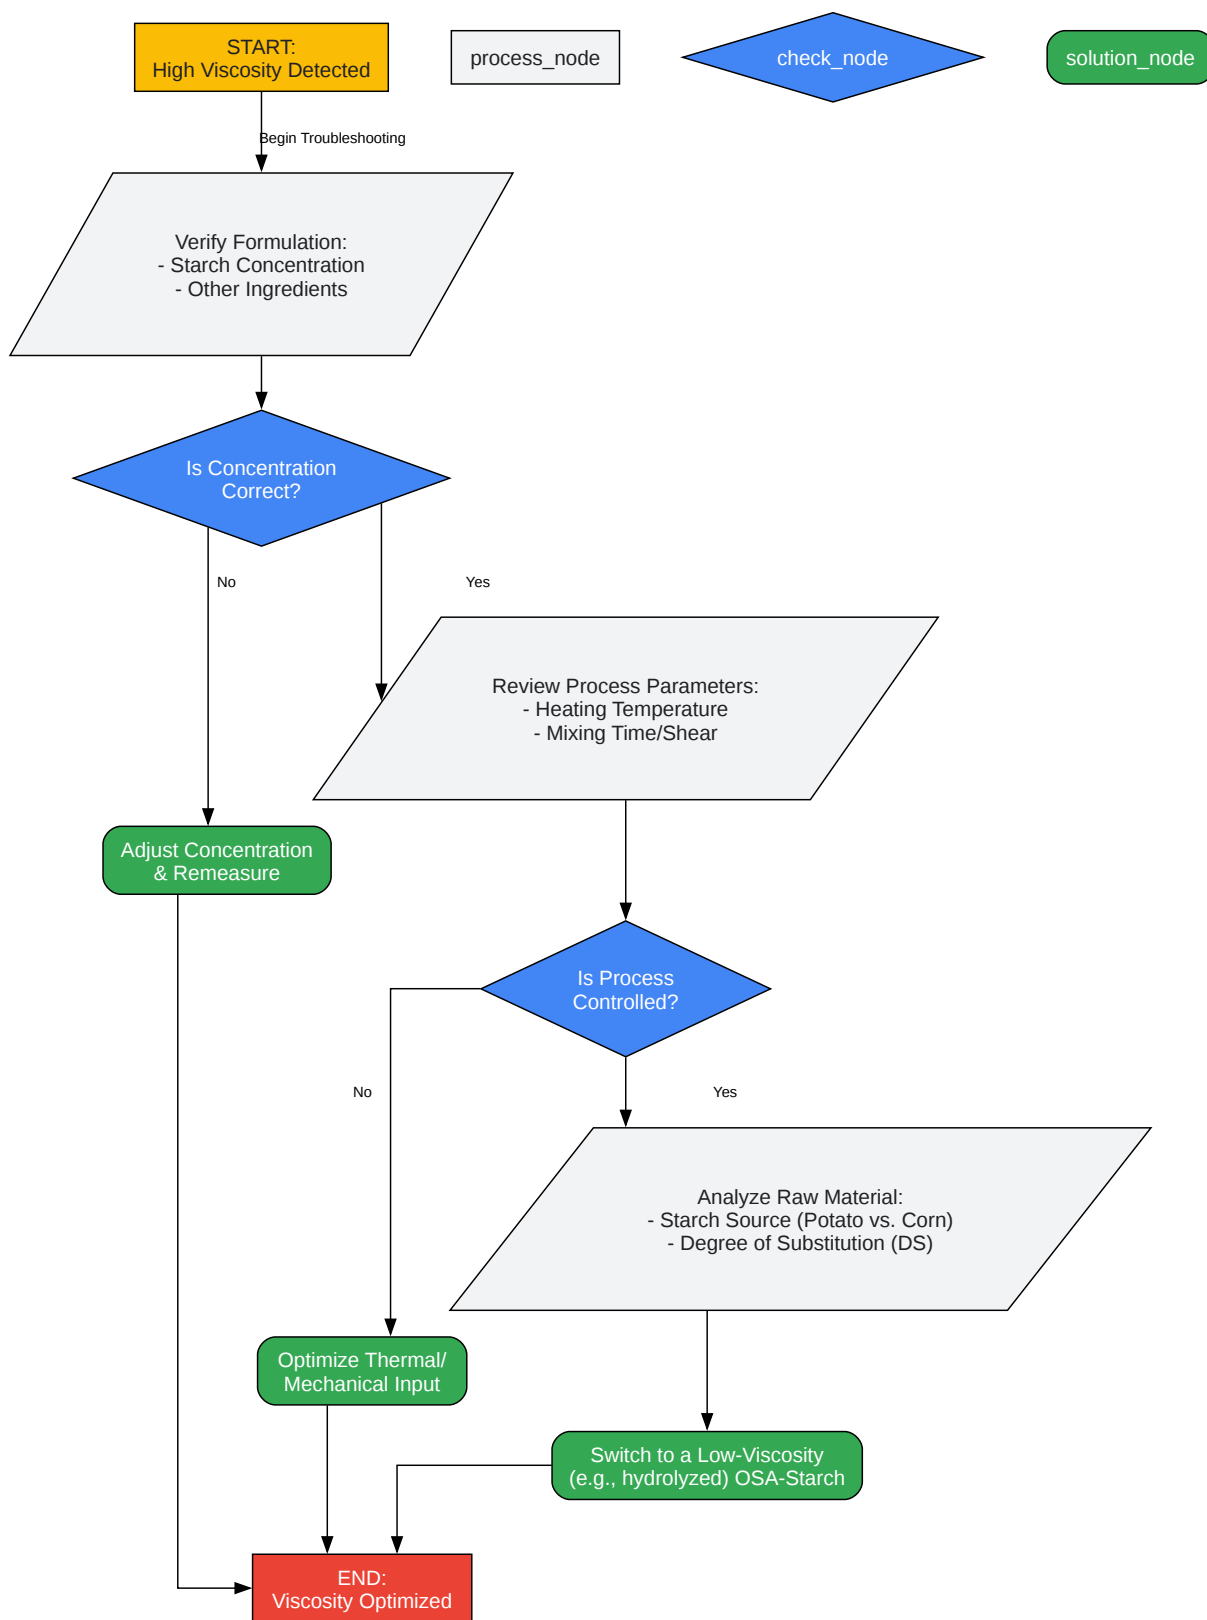 START:
High Viscosity Detected
process_node
check_node
solution_node
Begin Troubleshooting
Verify Formulation:
- Starch Concentration
- Other Ingredients
Is Concentration
Correct?
No
Yes
Review Process Parameters:
- Heating Temperature
- Mixing Time/Shear
Adjust Concentration
& Remeasure
Is Process
Controlled?
No
Yes
Analyze Raw Material:
- Starch Source (Potato vs. Corn)
- Degree of Substitution (DS)
Optimize Thermal/
Mechanical Input
Switch to a Low-Viscosity
(e.g., hydrolyzed) OSA-Starch
END:
Viscosity Optimized